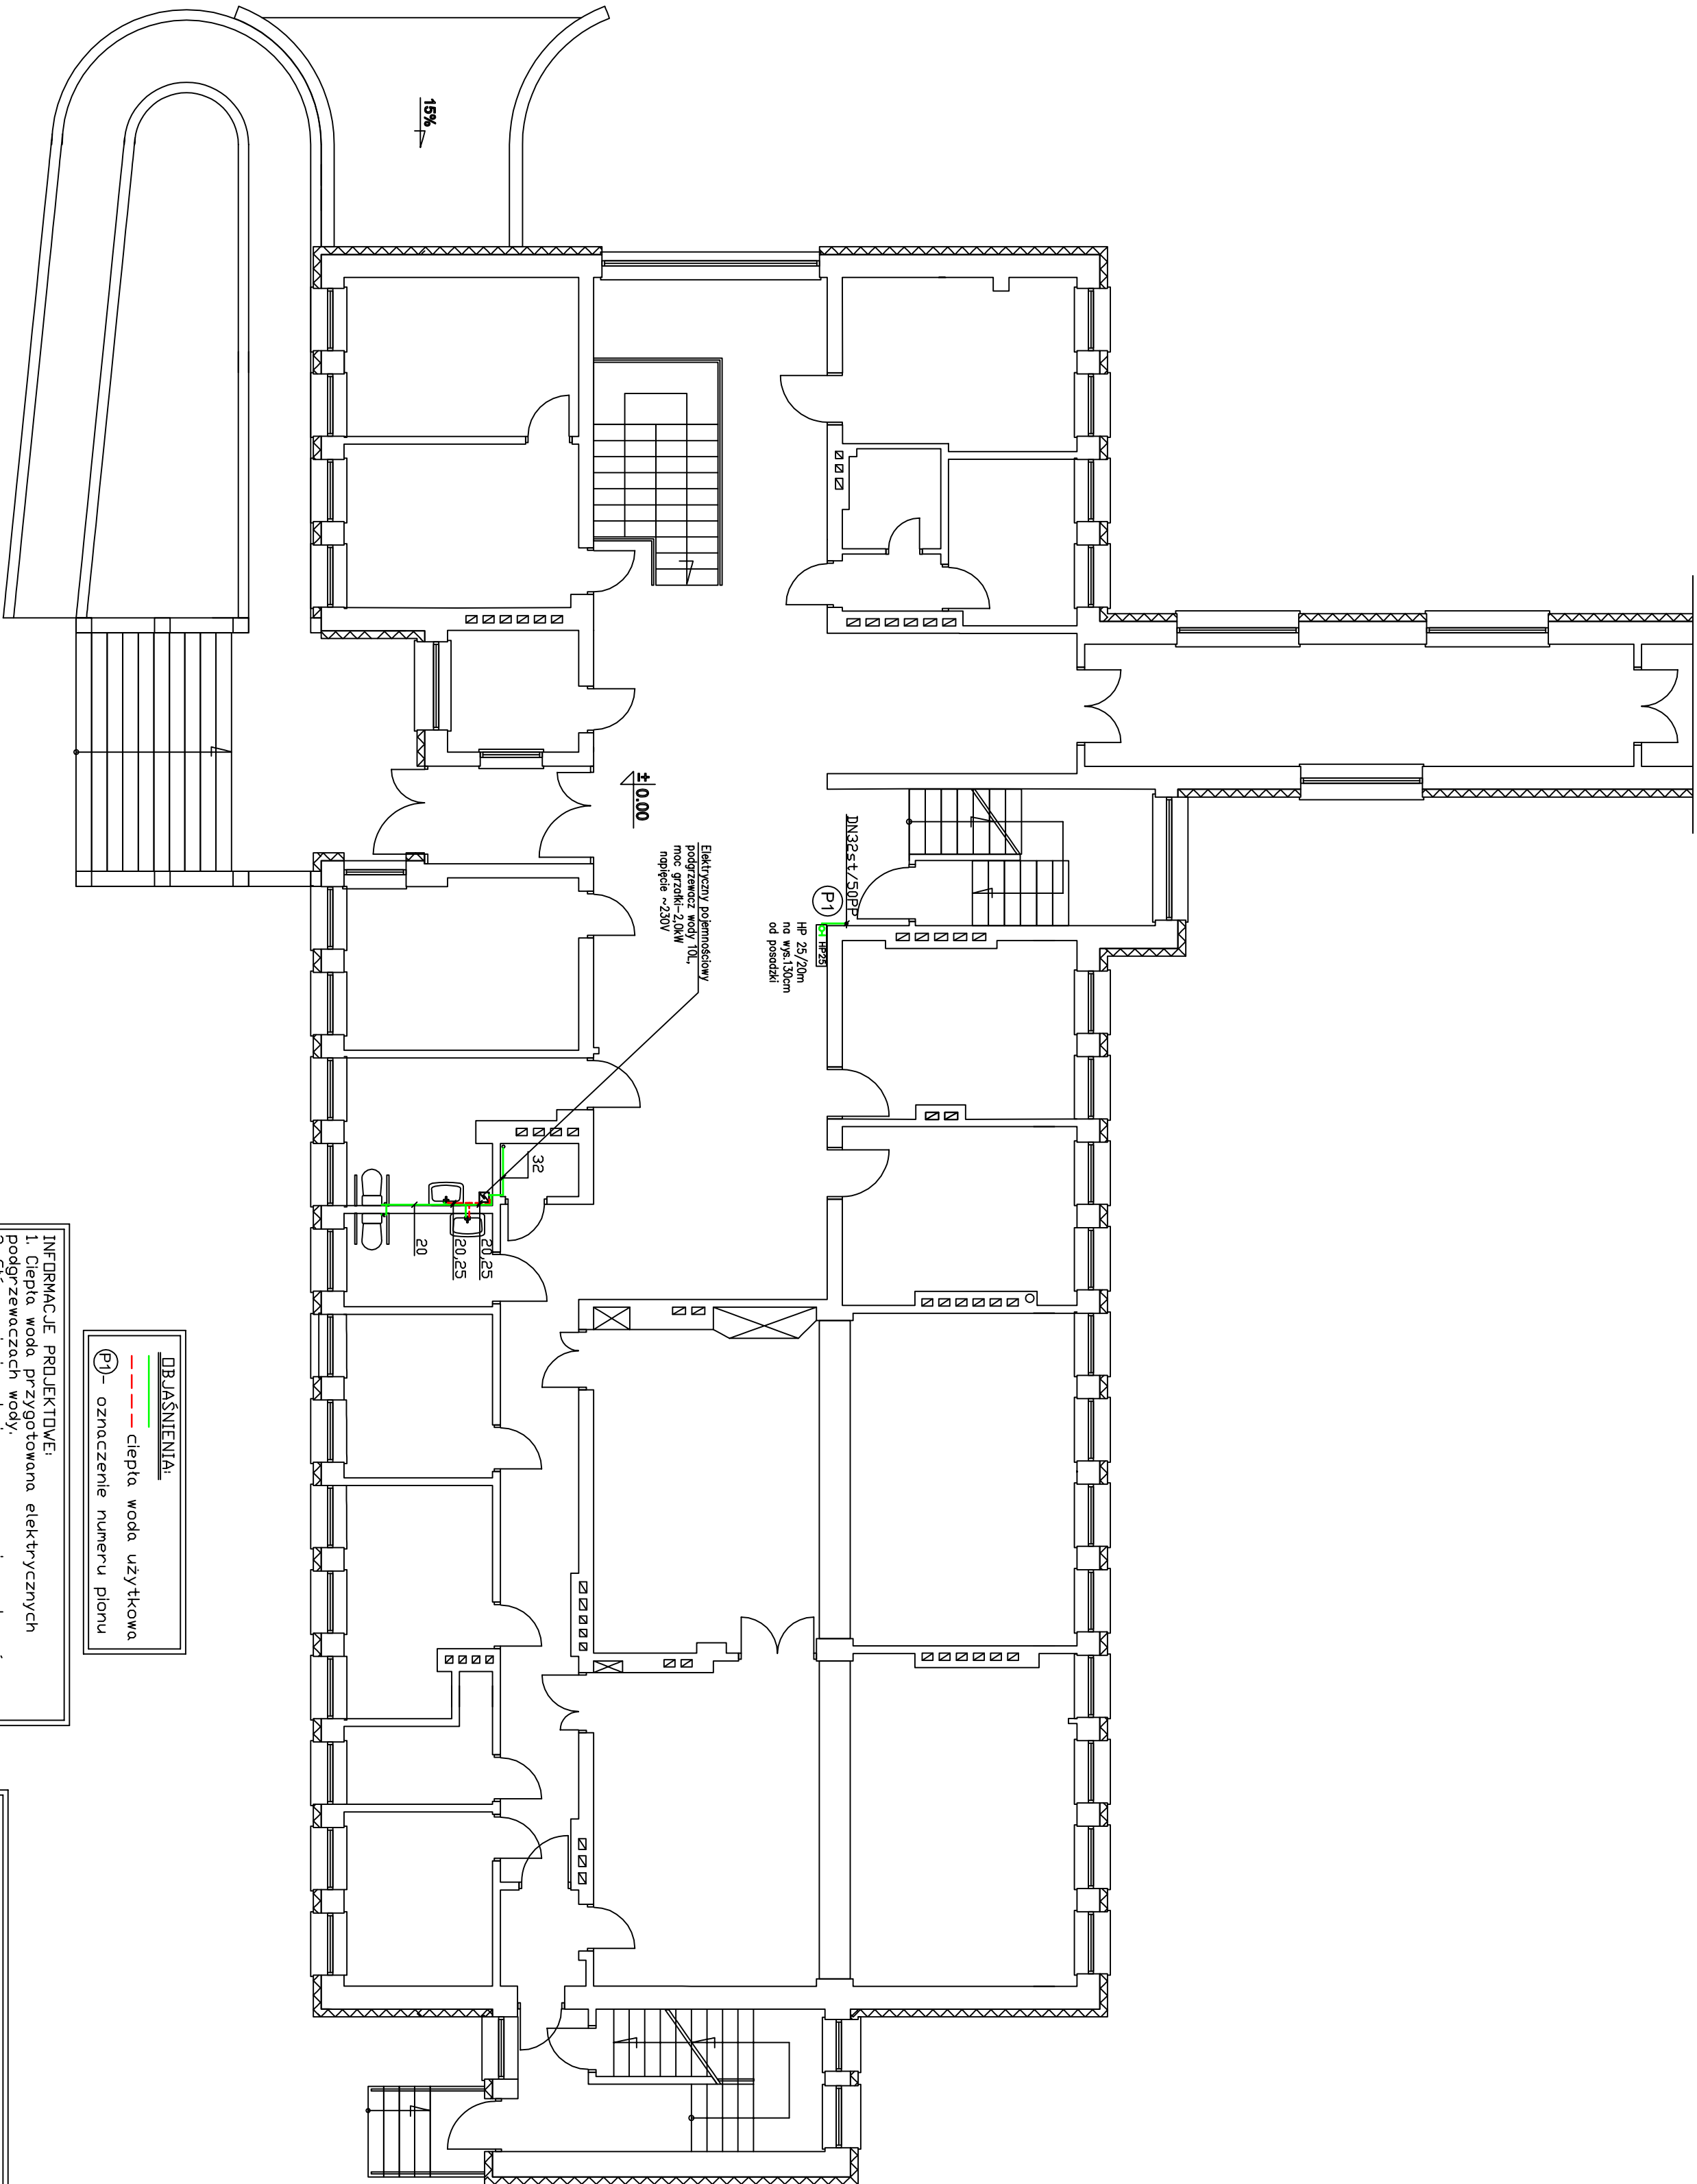 15%
± 0.00
DN32st/50PP
P1
HP25
HP 25/20m
na wys.130cm
od posadzki
Elektryczny pojemnościowy
podgrzewacz wody 10L,
moc grzałki-2,0kW
napięcie ~230V
32
20,25
20,25
20
OBJAŚNIENIA:
ciepła woda użytkowa
P1 - oznaczenie numeru pionu
INFORMACJE PROJEKTOWE:
1. Ciepła woda przygotowana elektrycznych
podgrzewaczach wody.